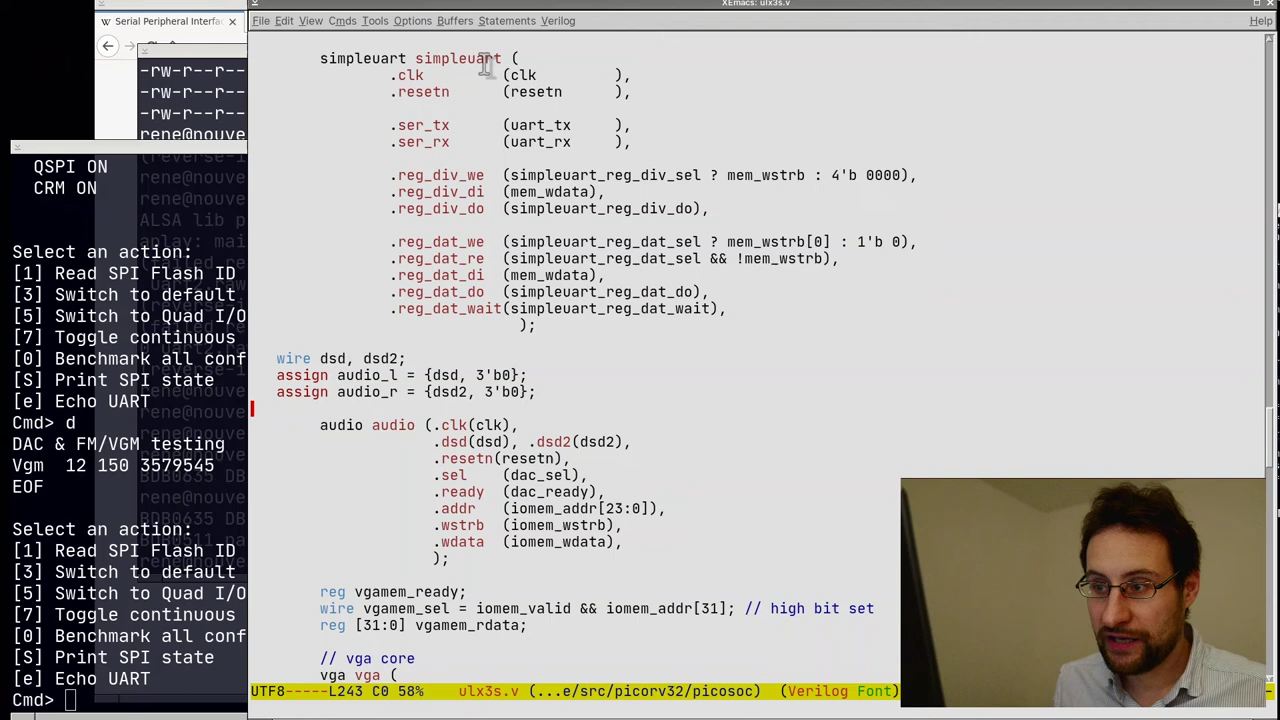 XEmacs: ulx3s.v
Serial Peripheral Interfa
File Edit View Cmds Tools Options Buffers Statements Verilog Help
-rw-r--r--
-rw-r--r--
-rw-r--r--
rene@nouve
QSPI ON
CRM ON
Select an action:
[1] Read SPI Flash ID
[3] Switch to default
[5] Switch to Quad I/O
[7] Toggle continuous
[0] Benchmark all conf
[S] Print SPI state
[e] Echo UART
Cmd> d
DAC & FM/VGM testing
Vgm  12 150 3579545
EOF
Select an action:
[1] Read SPI Flash ID
[3] Switch to default
[5] Switch to Quad I/O
[7] Toggle continuous
[0] Benchmark all conf
[S] Print SPI state
[e] Echo UART
Cmd>
simpleuart simpleuart (
.clk (clk ),
.resetn (resetn ),
.ser_tx (uart_tx ),
.ser_rx (uart_rx ),
.reg_div_we (simpleuart_reg_div_sel ? mem_wstrb : 4'b 0000),
.reg_div_di (mem_wdata),
.reg_div_do (simpleuart_reg_div_do),
.reg_dat_we (simpleuart_reg_dat_sel ? mem_wstrb[0] : 1'b 0),
.reg_dat_re (simpleuart_reg_dat_sel && !mem_wstrb),
.reg_dat_di (mem_wdata),
.reg_dat_do (simpleuart_reg_dat_do),
.reg_dat_wait(simpleuart_reg_dat_wait),
);
wire dsd, dsd2;
assign audio_l = {dsd, 3'b0};
assign audio_r = {dsd2, 3'b0};
audio audio (.clk(clk),
.dsd(dsd), .dsd2(dsd2),
.resetn(resetn),
.sel (dac_sel),
.ready (dac_ready),
.addr (iomem_addr[23:0]),
.wstrb (iomem_wstrb),
.wdata (iomem_wdata),
);
reg vgamem_ready;
wire vgamem_sel = iomem_valid && iomem_addr[31]; // high bit set
reg [31:0] vgamem_rdata;
// vga core
vga vga (
UTF8-----L243 C0 58% ulx3s.v (...e/src/picorv32/picosoc) (Verilog Font)